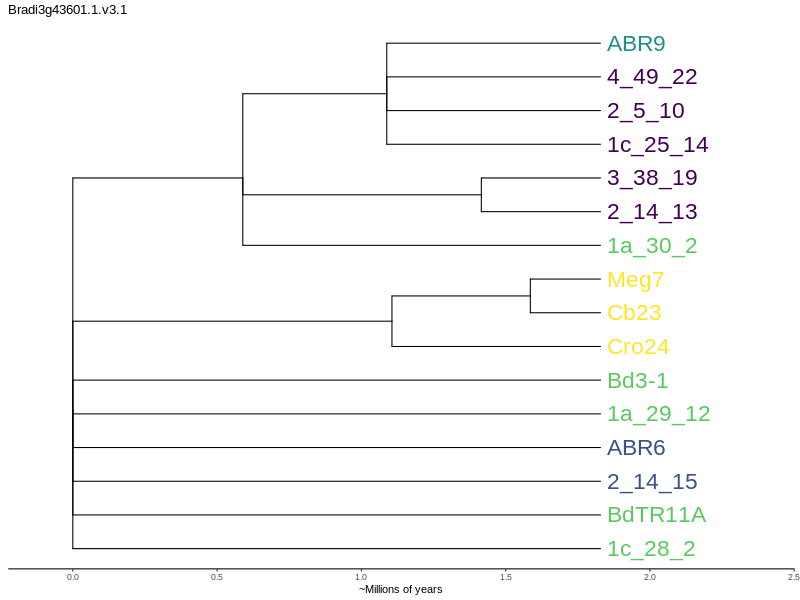 Bradi3g43601.1.v3.1
ABR9
4_49_22
2_5_10
1c_25_14
3_38_19
2_14_13
1a_30_2
Meg7
Cb23
Cro24
Bd3-1
1a_29_12
ABR6
2_14_15
BdTR11A
1c_28_2
0.0 0.5 1.0 1.5 2.0 2.5
~Millions of years